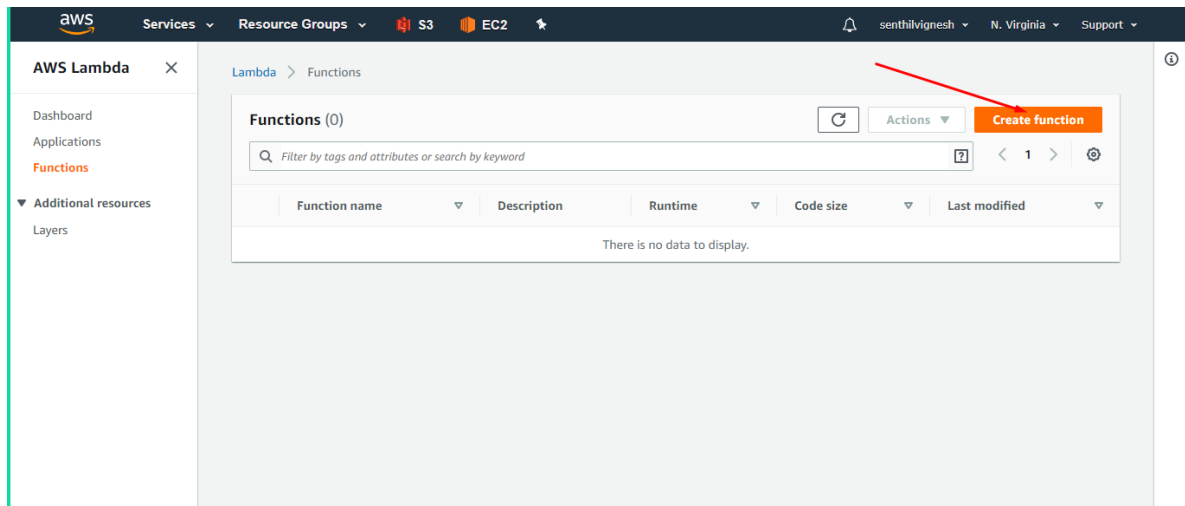 aws Services Resource Groups S3 EC2 senthilvignesh N. Virginia Support
AWS Lambda
Dashboard
Applications
Functions
Additional resources
Layers
Lambda > Functions
Functions (0) Actions Create function
Filter by tags and attributes or search by keyword ? < 1 >
Function name Description Runtime Code size Last modified
There is no data to display.